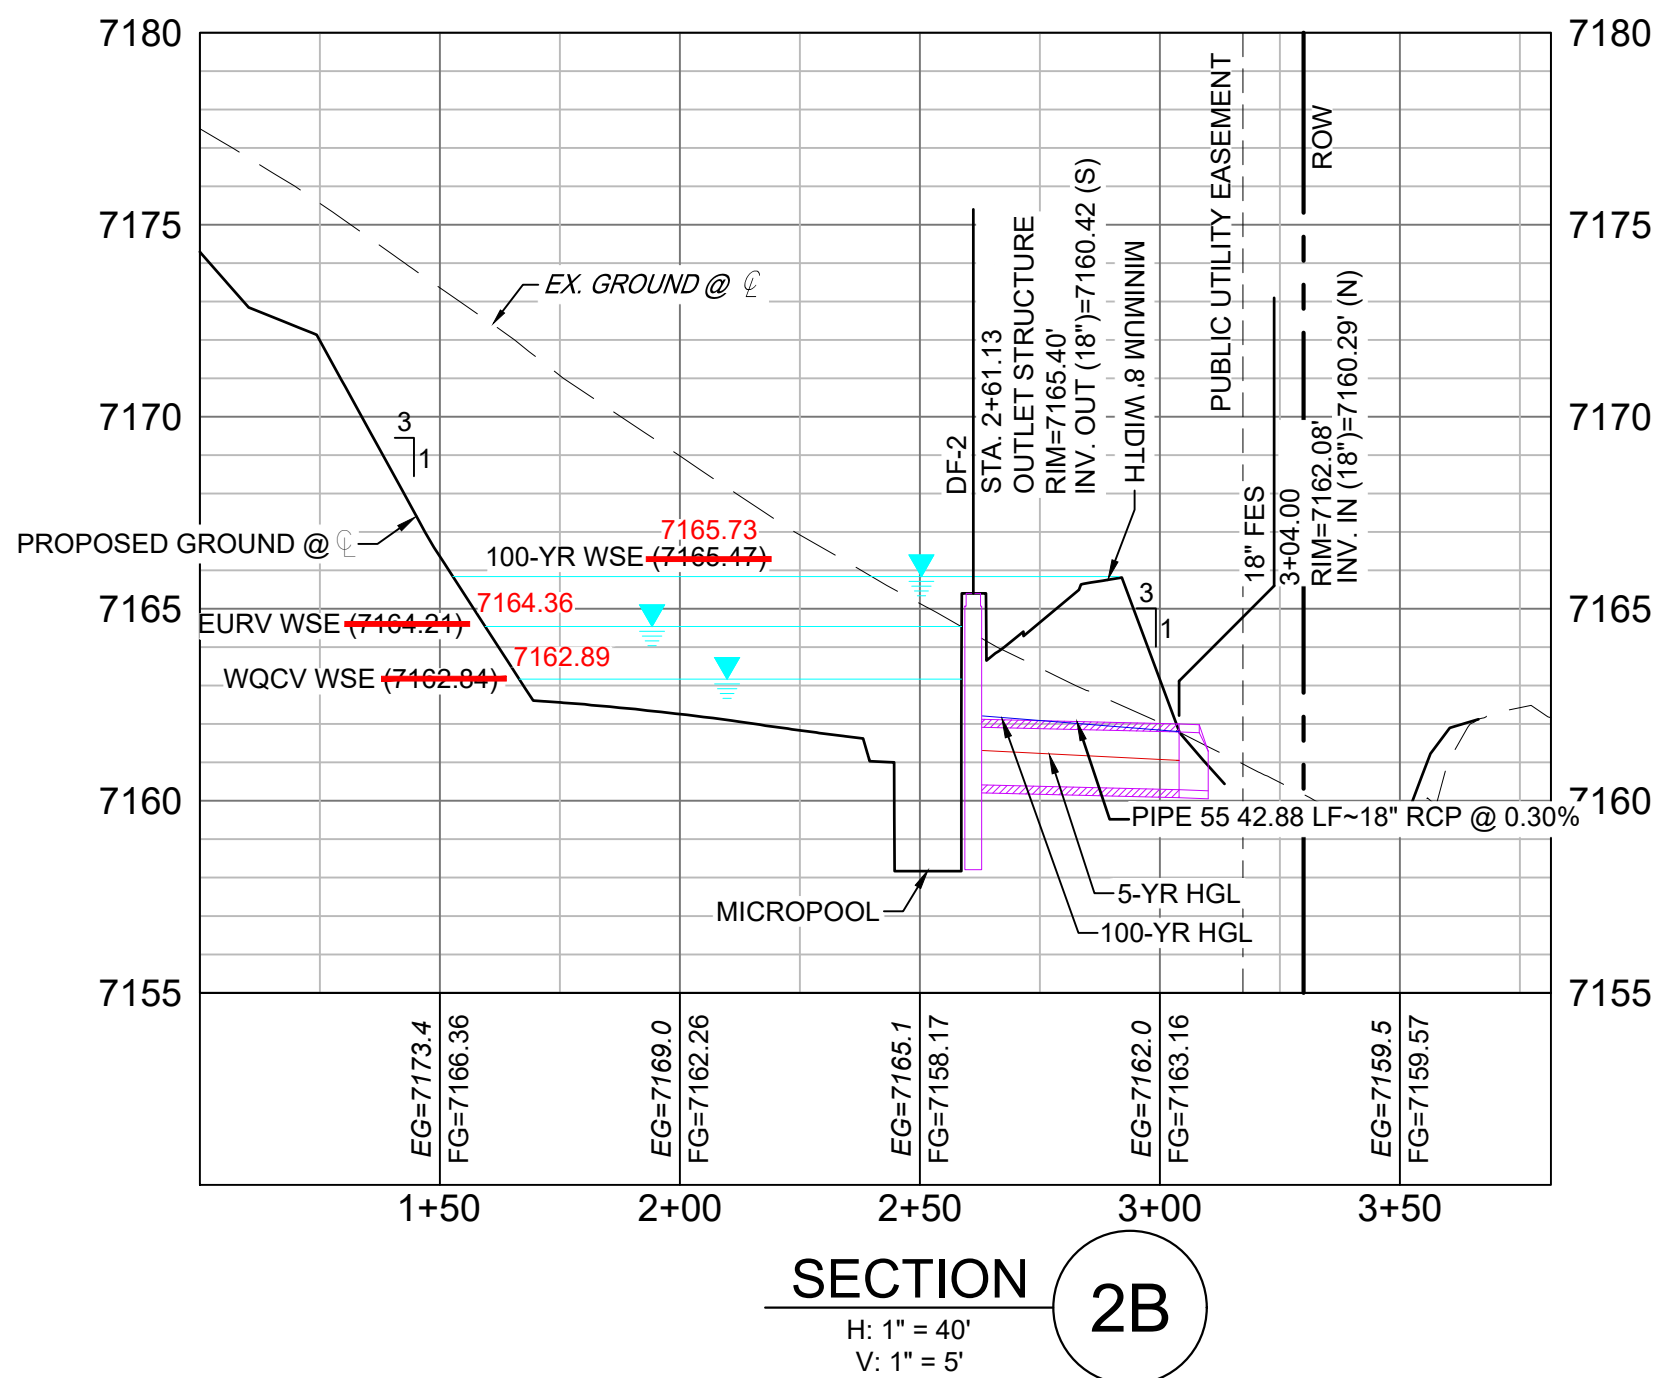 7180
7180
7175
7175
7170
7170
7165
7165
7160
7160
7155
7155
EX. GROUND @ ℄
3
1
PROPOSED GROUND @ ℄
7165.73
100-YR WSE (7165.47)
7164.36
EURV WSE (7164.21)
7162.89
WQCV WSE (7162.84)
DF-2
STA. 2+61.13
OUTLET STRUCTURE
RIM=7165.40'
INV. OUT (18")=7160.42 (S)
MINIMUM 8' WIDTH
3
1
PUBLIC UTILITY EASEMENT
ROW
18" FES
3+04.00
RIM=7162.08'
INV. IN (18")=7160.29' (N)
PIPE 55 42.88 LF~18" RCP @ 0.30%
5-YR HGL
100-YR HGL
MICROPOOL
EG=7173.4
FG=7166.36
EG=7169.0
FG=7162.26
EG=7165.1
FG=7158.17
EG=7162.0
FG=7163.16
EG=7159.5
FG=7159.57
1+50
2+00
2+50
3+00
3+50
SECTION
2B
H: 1" = 40'
V: 1" = 5'